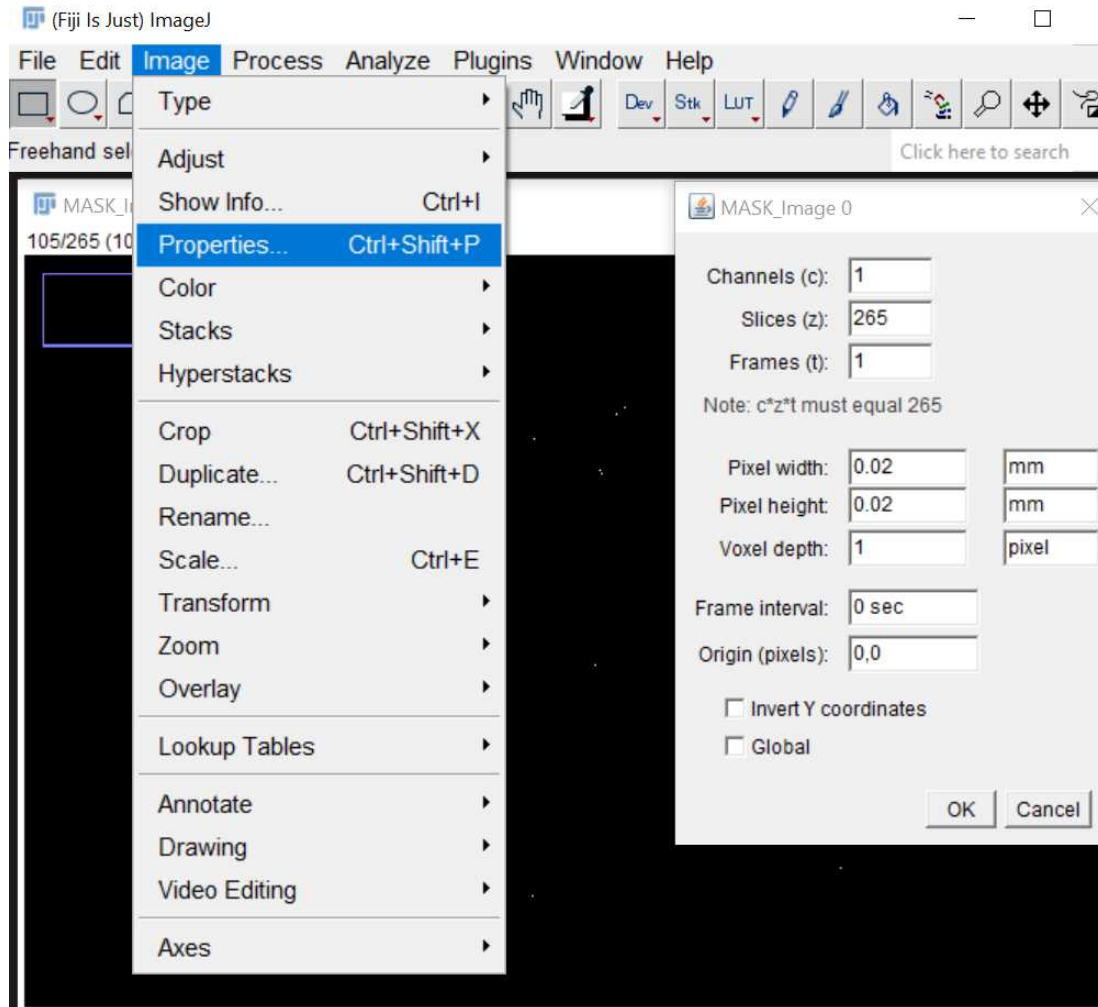 (Fiji Is Just) ImageJ
File Edit Image Process Analyze Plugins Window Help
Dev Stk LUT
Freehand sel
Click here to search
Type
Adjust
Show Info... Ctrl+I
Properties... Ctrl+Shift+P
Color
Stacks
Hyperstacks
Crop Ctrl+Shift+X
Duplicate... Ctrl+Shift+D
Rename...
Scale... Ctrl+E
Transform
Zoom
Overlay
Lookup Tables
Annotate
Drawing
Video Editing
Axes
MASK_I
105/265 (10
MASK_Image 0
Channels (c): 1
Slices (z): 265
Frames (t): 1
Note: c*z*t must equal 265
Pixel width: 0.02 mm
Pixel height: 0.02 mm
Voxel depth: 1 pixel
Frame interval: 0 sec
Origin (pixels): 0,0
Invert Y coordinates
Global
OK Cancel